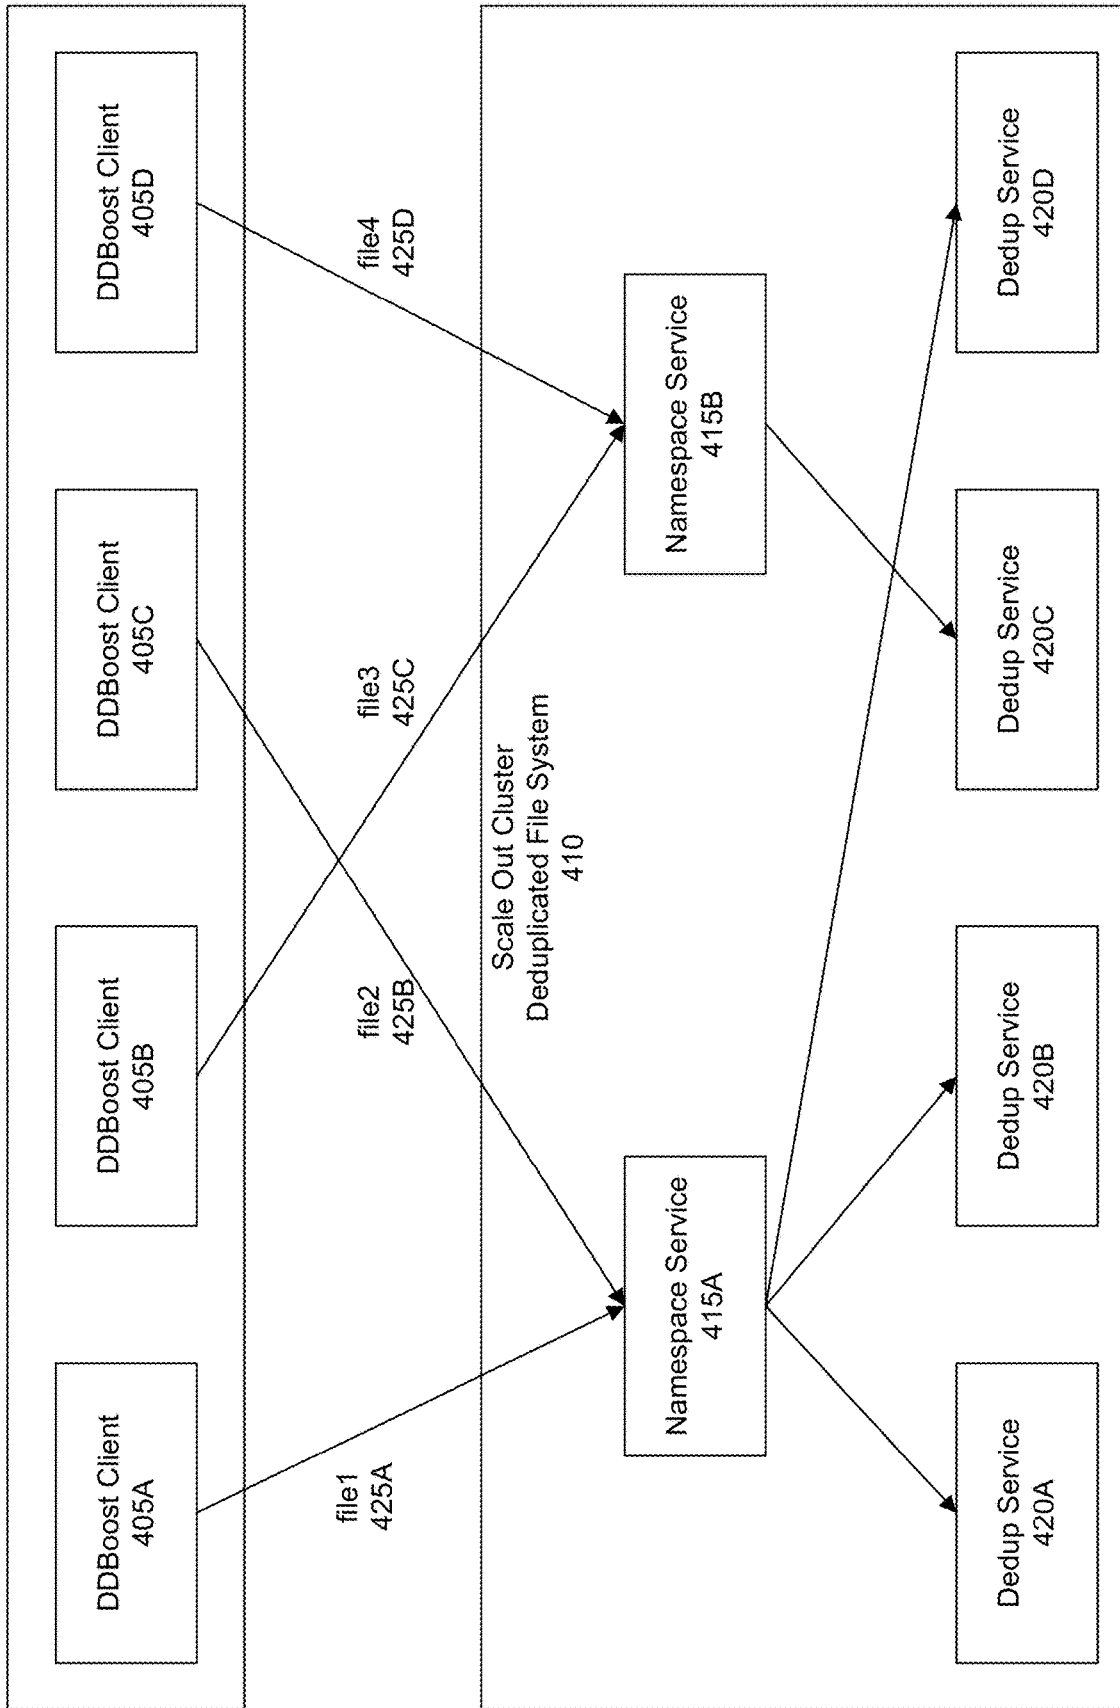 DDBoost Client
405A
DDBoost Client
405B
DDBoost Client
405C
DDBoost Client
405D
file1
425A
file2
425B
file3
425C
file4
425D
Scale Out Cluster
Deduplicated File System
410
Namespace Service
415A
Namespace Service
415B
Dedup Service
420A
Dedup Service
420B
Dedup Service
420C
Dedup Service
420D